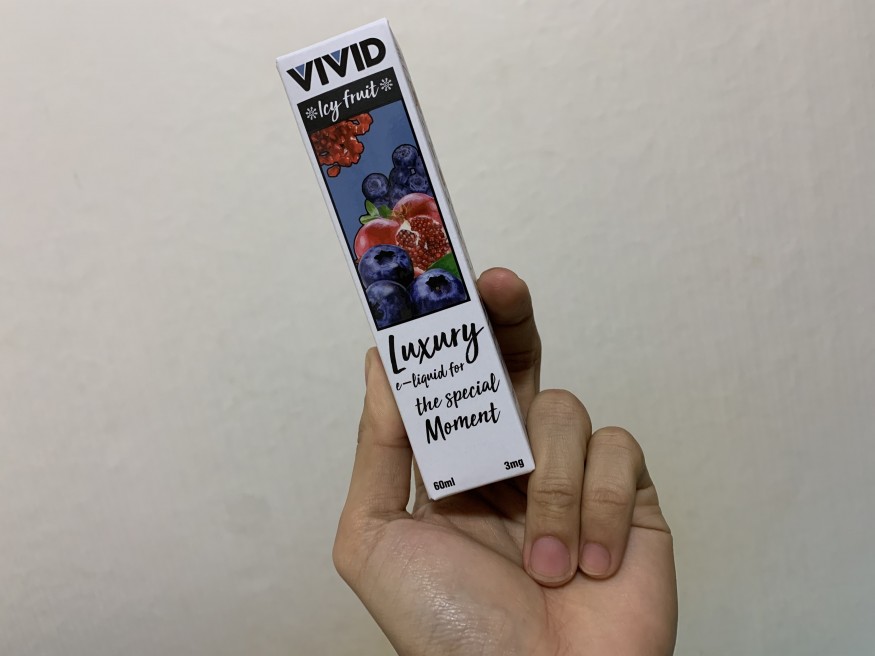 VIVID
Icy fruit
Luxury
e-liquid for
the special
Moment
60ml
3mg